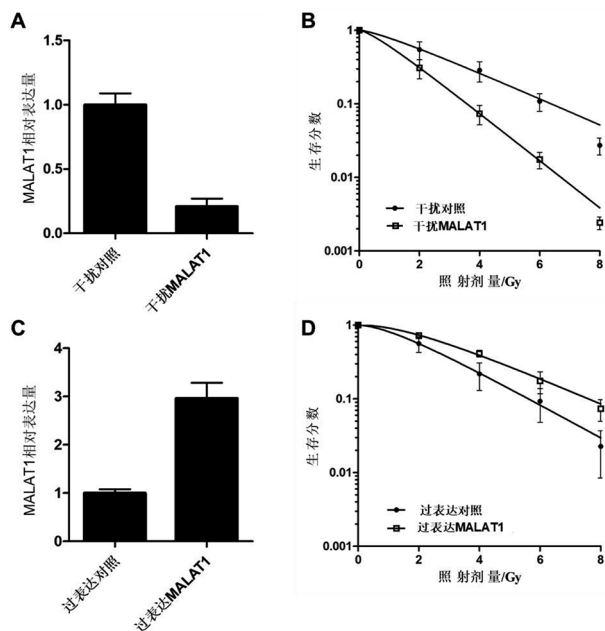 A
MALAT1相对表达量
1.5
1.0
0.5
0.0
干扰对照
干扰MALAT1
B
生存分数
1
0.1
0.01
0.001
干扰对照
干扰MALAT1
0 2 4 6 8
照射剂量/Gy
C
MALAT1相对表达量
4
3
2
1
0
过表达对照
过表达MALAT1
D
生存分数
1
0.1
0.01
0.001
过表达对照
过表达MALAT1
0 2 4 6 8
照射剂量/Gy